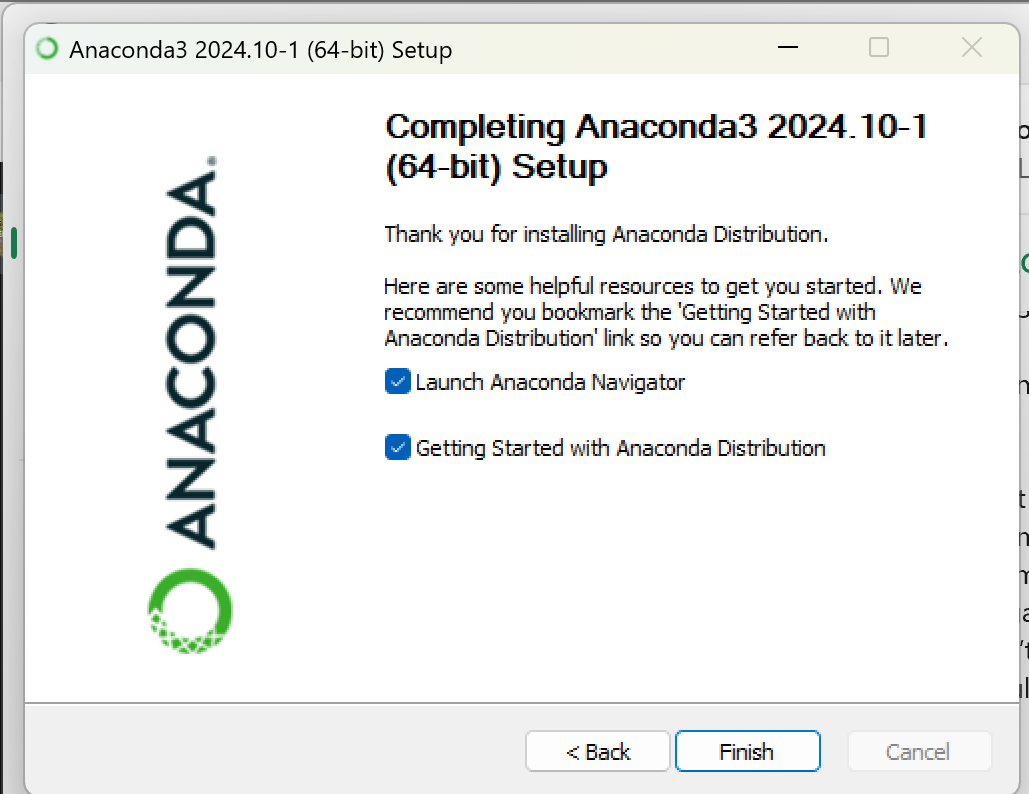 Anaconda3 2024.10-1 (64-bit) Setup
ANACONDA.
Completing Anaconda3 2024.10-1
(64-bit) Setup
Thank you for installing Anaconda Distribution.
Here are some helpful resources to get you started. We
recommend you bookmark the 'Getting Started with
Anaconda Distribution' link so you can refer back to it later.
Launch Anaconda Navigator
Getting Started with Anaconda Distribution
< Back
Finish
Cancel